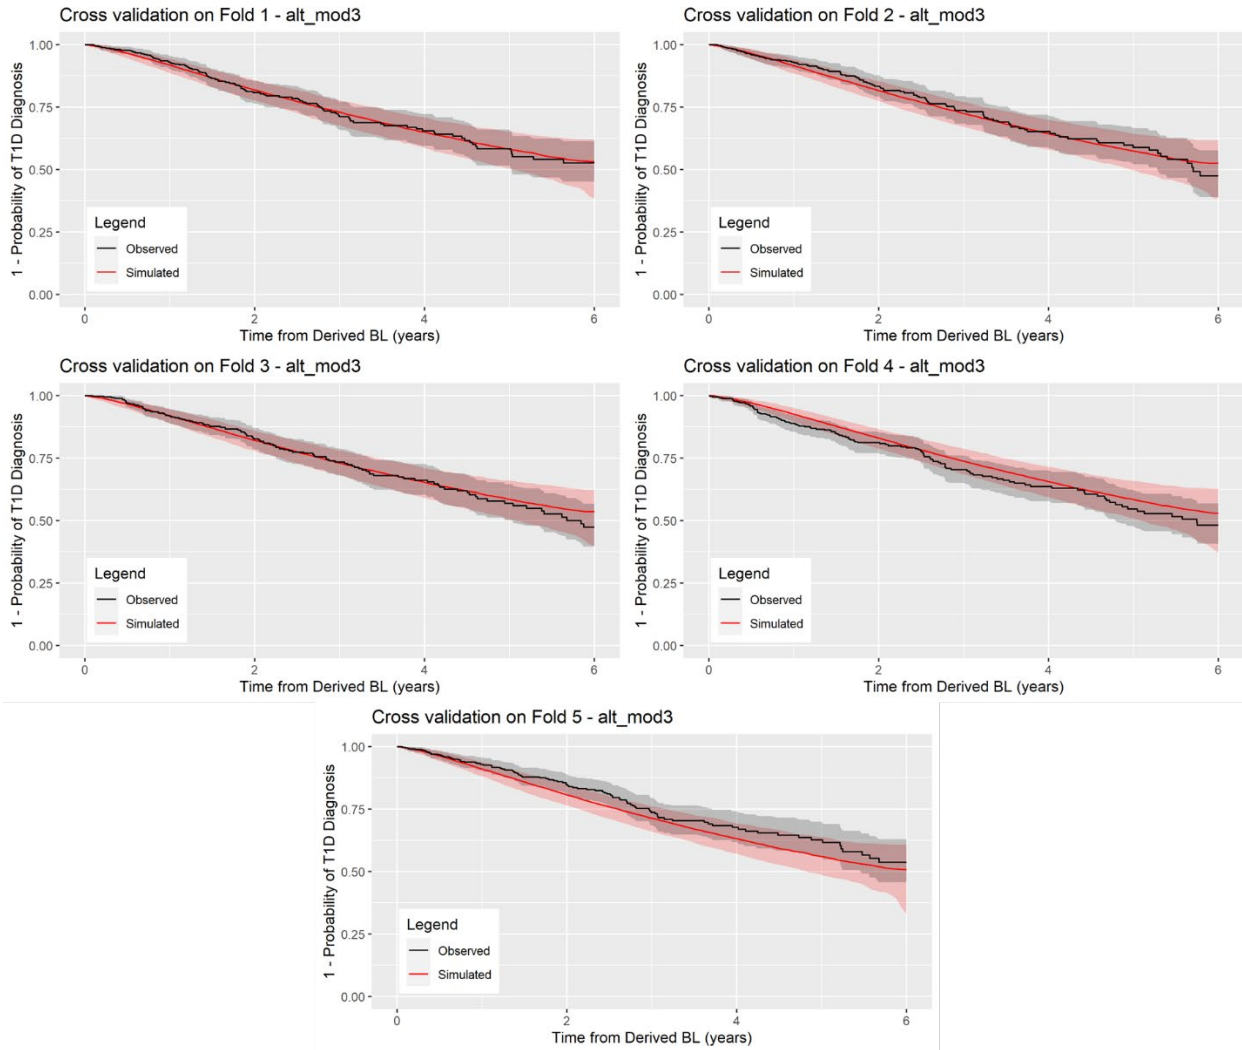 Cross validation on Fold 1 - alt_mod3
1 - Probability of T1D Diagnosis
1.00
0.75
0.50
0.25
0.00
Legend
Observed
Simulated
0 2 4 6
Time from Derived BL (years)
Cross validation on Fold 2 - alt_mod3
1 - Probability of T1D Diagnosis
1.00
0.75
0.50
0.25
0.00
Legend
Observed
Simulated
0 2 4 6
Time from Derived BL (years)
Cross validation on Fold 3 - alt_mod3
1 - Probability of T1D Diagnosis
1.00
0.75
0.50
0.25
0.00
Legend
Observed
Simulated
0 2 4 6
Time from Derived BL (years)
Cross validation on Fold 4 - alt_mod3
1 - Probability of T1D Diagnosis
1.00
0.75
0.50
0.25
0.00
Legend
Observed
Simulated
0 2 4 6
Time from Derived BL (years)
Cross validation on Fold 5 - alt_mod3
1 - Probability of T1D Diagnosis
1.00
0.75
0.50
0.25
0.00
Legend
Observed
Simulated
0 2 4 6
Time from Derived BL (years)